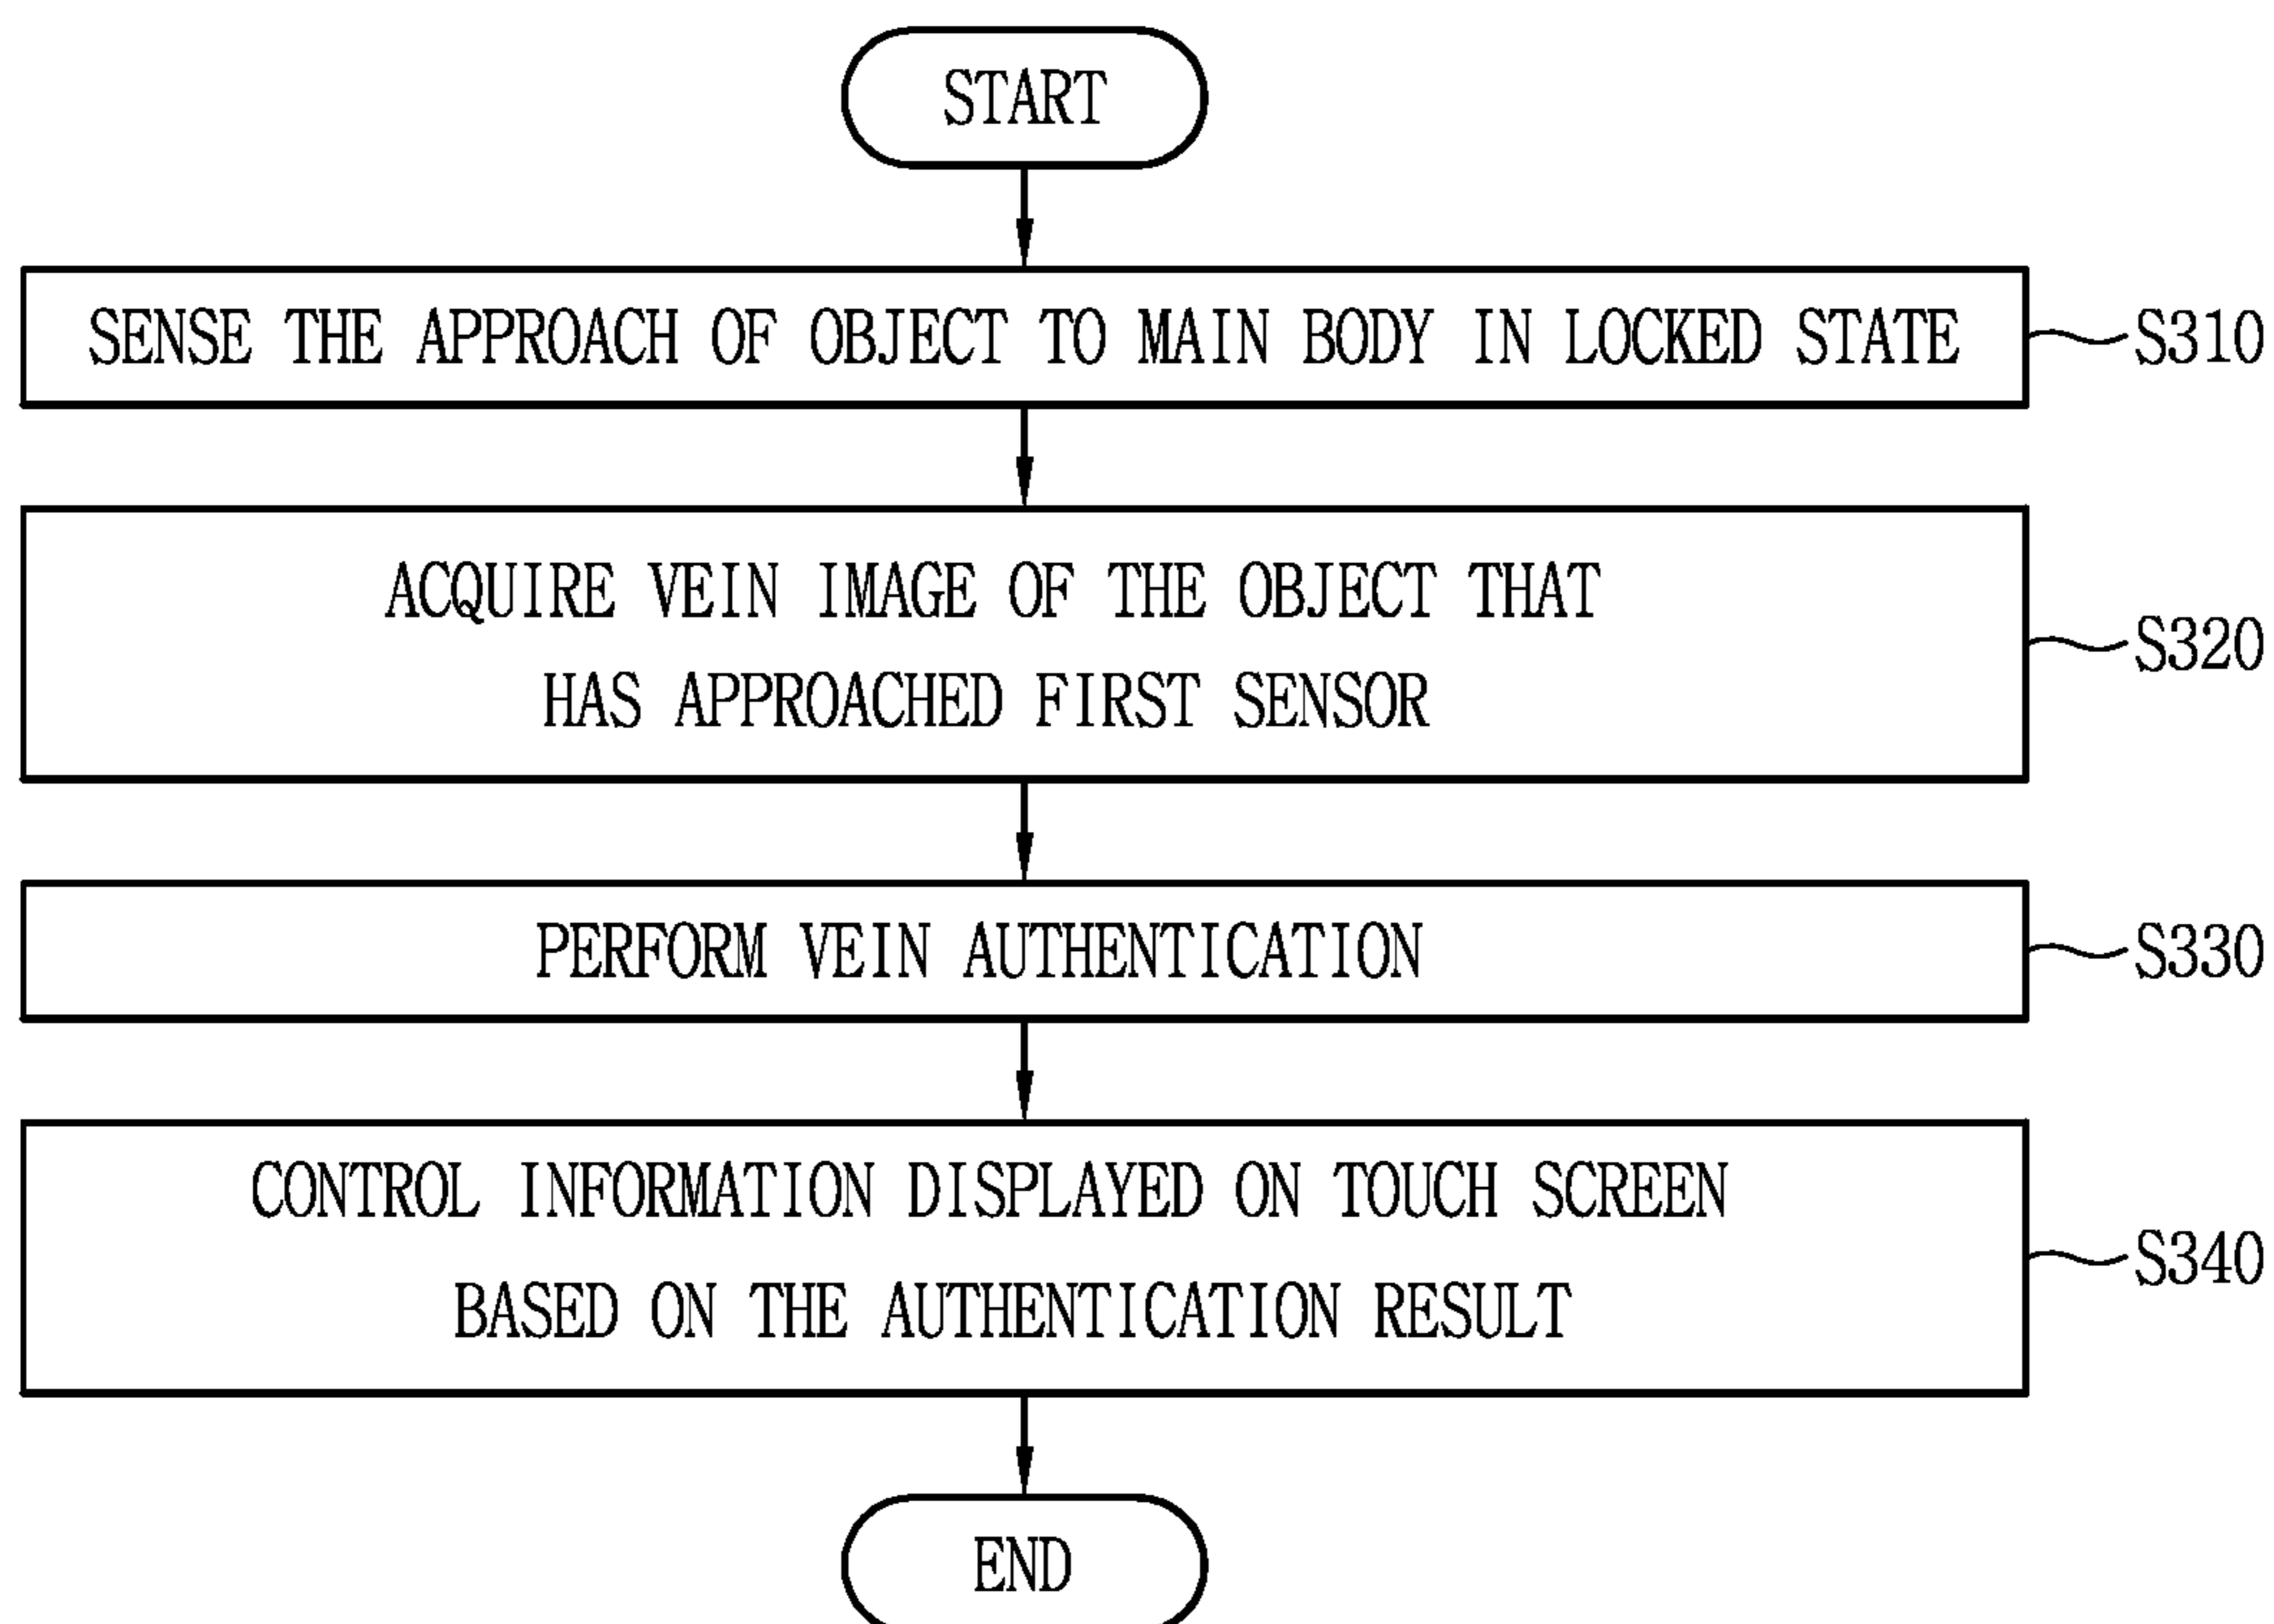 START
SENSE THE APPROACH OF OBJECT TO MAIN BODY IN LOCKED STATE
S310
ACQUIRE VEIN IMAGE OF THE OBJECT THAT
HAS APPROACHED FIRST SENSOR
S320
PERFORM VEIN AUTHENTICATION
S330
CONTROL INFORMATION DISPLAYED ON TOUCH SCREEN
BASED ON THE AUTHENTICATION RESULT
S340
END